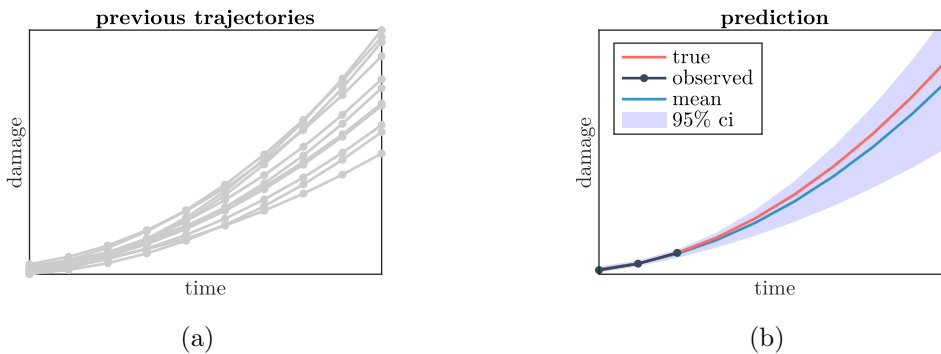 previous trajectories
damage
time
(a)
prediction
true
observed
mean
95% ci
damage
time
(b)